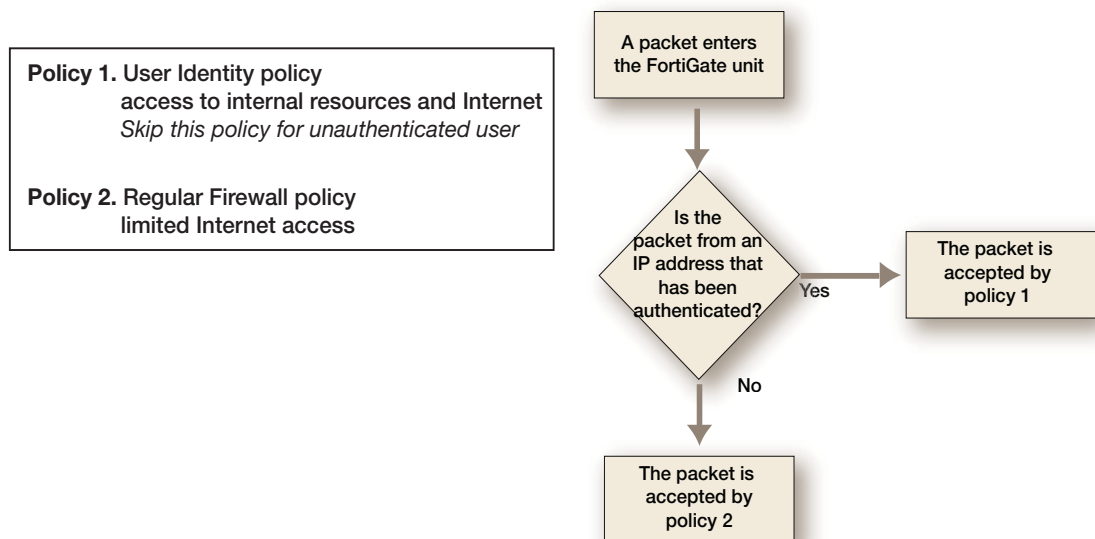 Policy 1. User Identity policy
access to internal resources and Internet
Skip this policy for unauthenticated user
Policy 2. Regular Firewall policy
limited Internet access
A packet enters
the FortiGate unit
Is the
packet from an
IP address that
has been
authenticated?
Yes
The packet is
accepted by
policy 1
No
The packet is
accepted by
policy 2